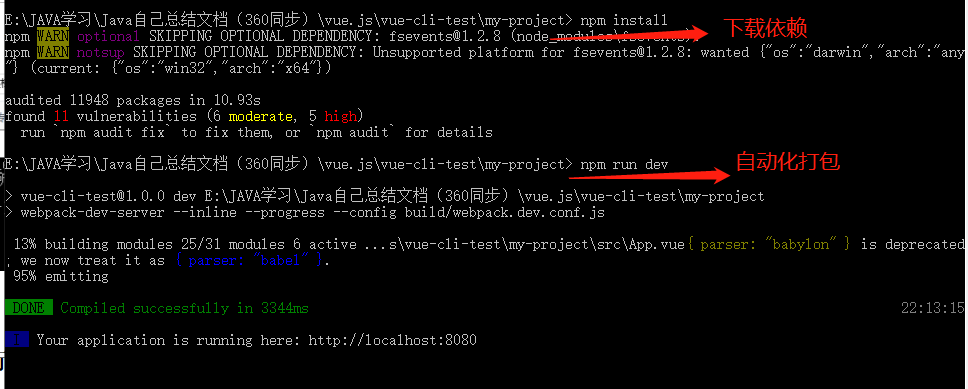 E:\JAVA学习\Java自己总结文档（360同步）\vue.js\vue-cli-test\my-project> npm install
npm WARN optional SKIPPING OPTIONAL DEPENDENCY: fsevents@1.2.8 (node_modules\fsevents):
下载依赖
npm WARN notsup SKIPPING OPTIONAL DEPENDENCY: Unsupported platform for fsevents@1.2.8: wanted {"os":"darwin","arch":"any
"} (current: {"os":"win32","arch":"x64"})
audited 11948 packages in 10.93s
found 11 vulnerabilities (6 moderate, 5 high)
run `npm audit fix` to fix them, or `npm audit` for details
E:\JAVA学习\Java自己总结文档（360同步）\vue.js\vue-cli-test\my-project> npm run dev
自动化打包
> vue-cli-test@1.0.0 dev E:\JAVA学习\Java自己总结文档（360同步）\vue.js\vue-cli-test\my-project
> webpack-dev-server --inline --progress --config build/webpack.dev.conf.js
13% building modules 25/31 modules 6 active ...s\vue-cli-test\my-project\src\App.vue{ parser: "babylon" } is deprecated
; we now treat it as { parser: "babel" }.
95% emitting
DONE Compiled successfully in 3344ms 22:13:15
I Your application is running here: http://localhost:8080